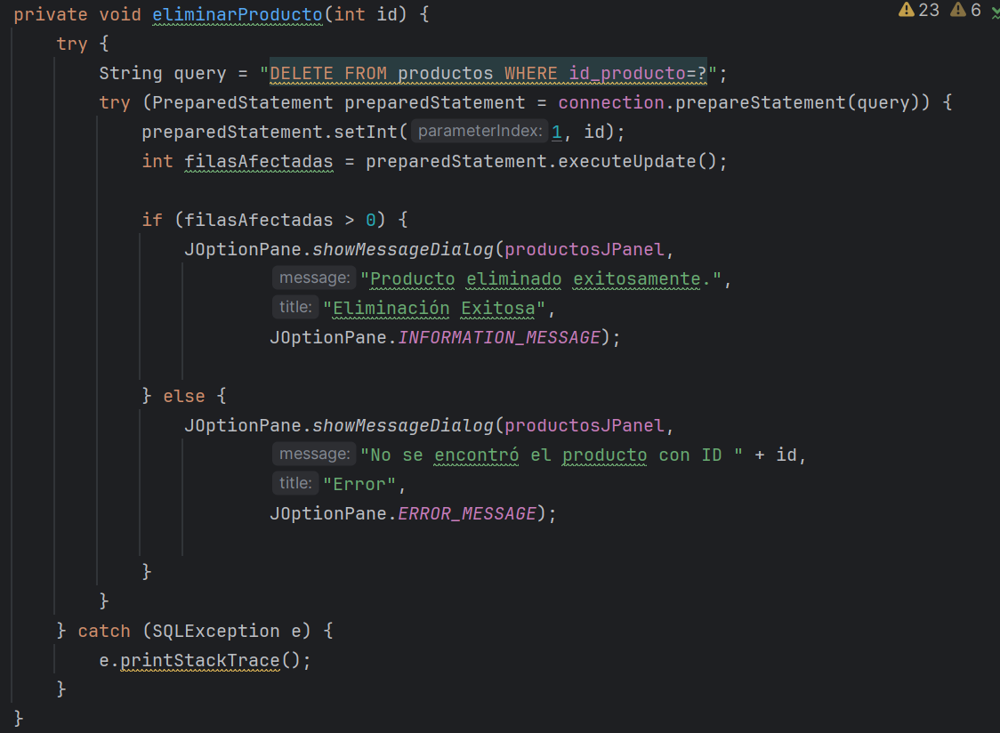 private void eliminarProducto(int id) { 23 6
try {
String query = "DELETE FROM productos WHERE id_producto=?";
try (PreparedStatement preparedStatement = connection.prepareStatement(query)) {
preparedStatement.setInt( parameterIndex: 1, id);
int filasAfectadas = preparedStatement.executeUpdate();
if (filasAfectadas > 0) {
JOptionPane.showMessageDialog(productosJPanel,
message: "Producto eliminado exitosamente.",
title: "Eliminación Exitosa",
JOptionPane.INFORMATION_MESSAGE);
} else {
JOptionPane.showMessageDialog(productosJPanel,
message: "No se encontró el producto con ID " + id,
title: "Error",
JOptionPane.ERROR_MESSAGE);
}
}
} catch (SQLException e) {
e.printStackTrace();
}
}